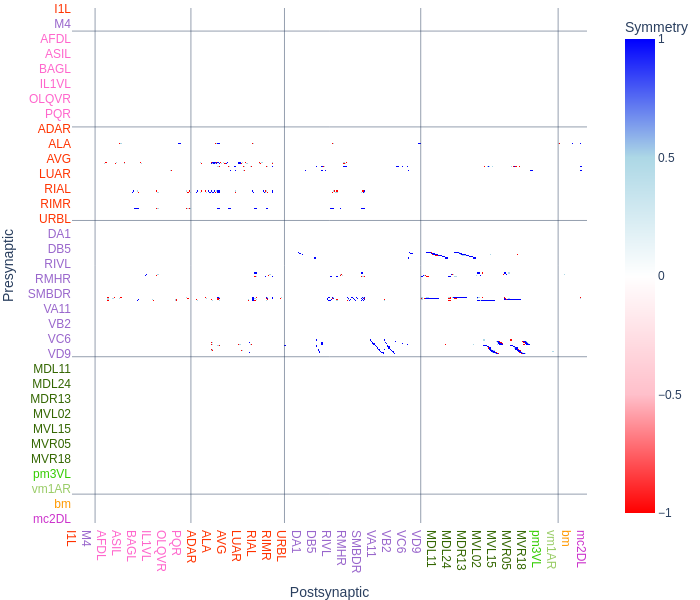 Symmetry
1
0.5
0
−0.5
−1
Presynaptic
I1L
M4
AFDL
ASIL
BAGL
IL1VL
OLQVR
PQR
ADAR
ALA
AVG
LUAR
RIAL
RIMR
URBL
DA1
DB5
RIVL
RMHR
SMBDR
VA11
VB2
VC6
VD9
MDL11
MDL24
MDR13
MVL02
MVL15
MVR05
MVR18
pm3VL
vm1AR
bm
mc2DL
I1L
M4
AFDL
ASIL
BAGL
IL1VL
OLQVR
PQR
ADAR
ALA
AVG
LUAR
RIAL
RIMR
URBL
DA1
DB5
RIVL
RMHR
SMBDR
VA11
VB2
VC6
VD9
MDL11
MDL24
MDR13
MVL02
MVL15
MVR05
MVR18
pm3VL
vm1AR
bm
mc2DL
Postsynaptic